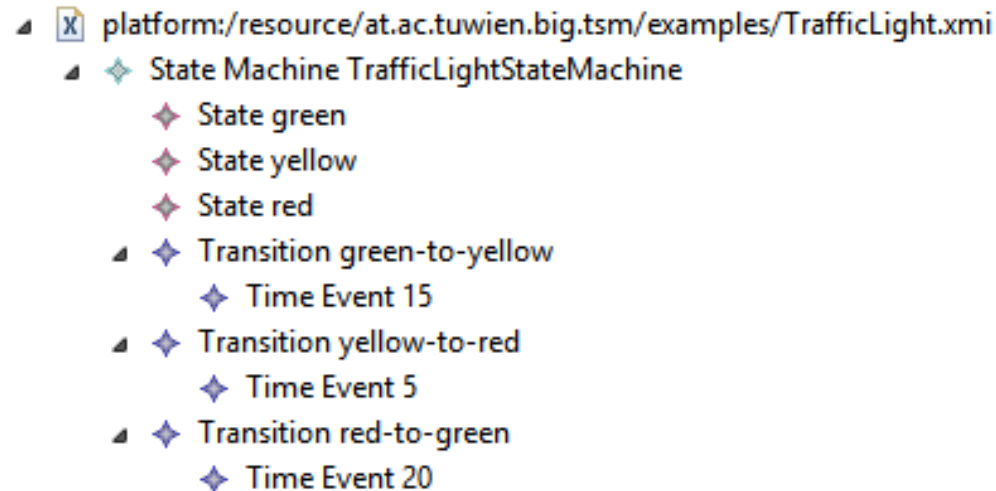 platform:/resource/at.ac.tuwien.big.tsm/examples/TrafficLight.xmi
State Machine TrafficLightStateMachine
State green
State yellow
State red
Transition green-to-yellow
Time Event 15
Transition yellow-to-red
Time Event 5
Transition red-to-green
Time Event 20